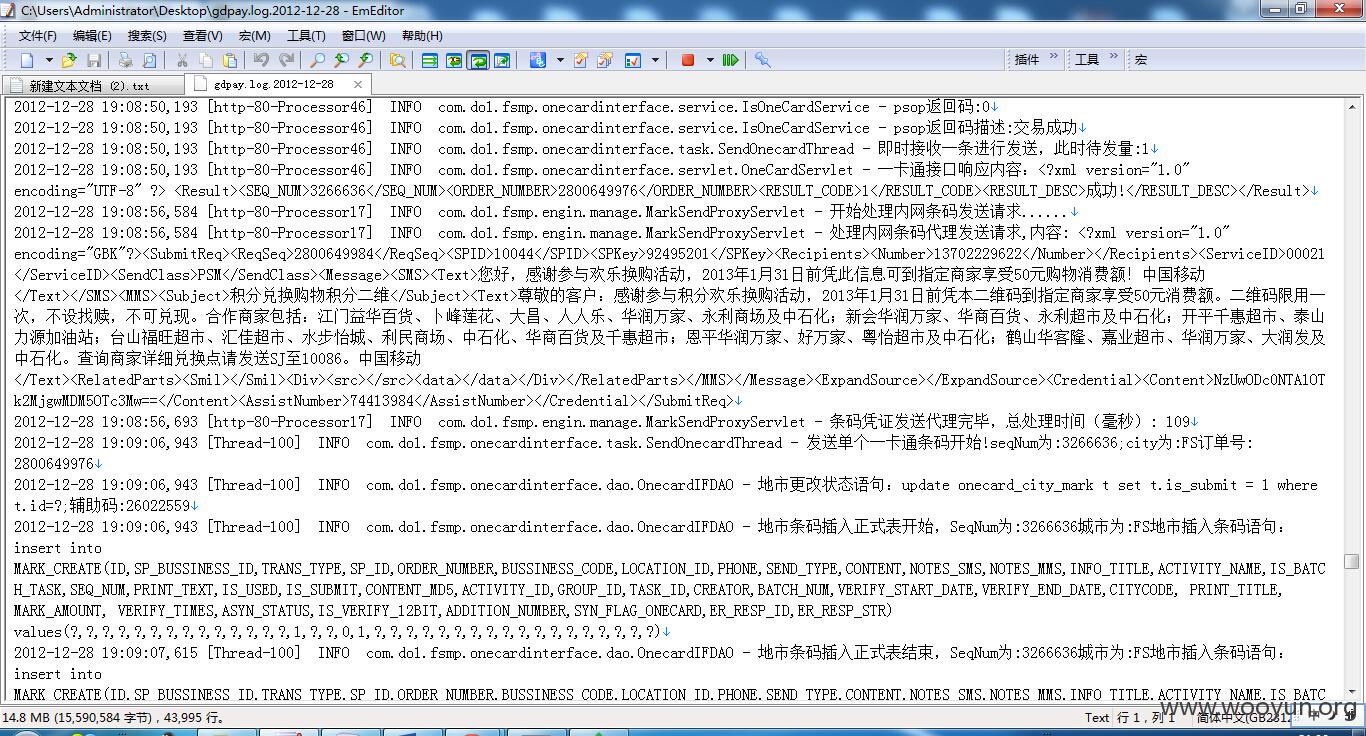 C:\Users\Administrator\Desktop\gdpay.log.2012-12-28 - EmEditor
文件(F) 编辑(E) 搜索(S) 查看(V) 宏(M) 工具(T) 窗口(W) 帮助(H)
插件 » 工具 » 宏
新建文本文档 (2).txt gdpay.log.2012-12-28
2012-12-28 19:08:50,193 [http-80-Processor46] INFO com.dol.fsmp.onecardinterface.service.IsOneCardService - psop返回码:0↓
2012-12-28 19:08:50,193 [http-80-Processor46] INFO com.dol.fsmp.onecardinterface.service.IsOneCardService - psop返回码描述:交易成功↓
2012-12-28 19:08:50,193 [http-80-Processor46] INFO com.dol.fsmp.onecardinterface.task.SendOnecardThread - 即时接收一条进行发送，此时待发量:1↓
2012-12-28 19:08:50,193 [http-80-Processor46] INFO com.dol.fsmp.onecardinterface.servlet.OneCardServlet - 一卡通接口响应内容：<?xml version="1.0"
encoding="UTF-8" ?> <Result><SEQ_NUM>3266636</SEQ_NUM><ORDER_NUMBER>2800649976</ORDER_NUMBER><RESULT_CODE>1</RESULT_CODE><RESULT_DESC>成功!</RESULT_DESC></Result>↓
2012-12-28 19:08:56,584 [http-80-Processor17] INFO com.dol.fsmp.engin.manage.MarkSendProxyServlet - 开始处理内网条码发送请求......↓
2012-12-28 19:08:56,584 [http-80-Processor17] INFO com.dol.fsmp.engin.manage.MarkSendProxyServlet - 处理内网条码代理发送请求,内容: <?xml version="1.0"
encoding="GBK"?><SubmitReq><ReqSeq>2800649984</ReqSeq><SPID>10044</SPID><SPKey>92495201</SPKey><Recipients><Number>13702229622</Number></Recipients><ServiceID>00021
</ServiceID><SendClass>PSM</SendClass><Message><SMS><Text>您好，感谢参与欢乐换购活动，2013年1月31日前凭此信息可到指定商家享受50元购物消费额！中国移动
</Text></SMS><MMS><Subject>积分兑换购物积分二维</Subject><Text>尊敬的客户：感谢参与积分欢乐换购活动，2013年1月31日前凭本二维码到指定商家享受50元消费额。二维码限用一
次，不设找赎，不可兑现。合作商家包括：江门益华百货、卜峰莲花、大昌、人人乐、华润万家、永利商场及中石化；新会华润万家、华商百货、永利超市及中石化；开平千惠超市、泰山
力源加油站；台山福旺超市、汇佳超市、水步怡城、利民商场、中石化、华商百货及千惠超市；恩平华润万家、好万家、粤怡超市及中石化；鹤山华客隆、嘉业超市、华润万家、大润发及
中石化。查询商家详细兑换点请发送SJ至10086。中国移动
</Text><RelatedParts><Smil></Smil><Div><src></src><data></data></Div></RelatedParts></MMS></Message><ExpandSource></ExpandSource><Credential><Content>NzUwODc0NTA1OT
k2MjgwMDM5OTc3Mw==</Content><AssistNumber>74413984</AssistNumber></Credential></SubmitReq>↓
2012-12-28 19:08:56,693 [http-80-Processor17] INFO com.dol.fsmp.engin.manage.MarkSendProxyServlet - 条码凭证发送代理完毕，总处理时间（毫秒）: 109↓
2012-12-28 19:09:06,943 [Thread-100] INFO com.dol.fsmp.onecardinterface.task.SendOnecardThread - 发送单个一卡通条码开始!seqNum为:3266636;city为:FS订单号:
2800649976↓
2012-12-28 19:09:06,943 [Thread-100] INFO com.dol.fsmp.onecardinterface.dao.OnecardIFDAO - 地市更改状态语句：update onecard_city_mark t set t.is_submit = 1 where
t.id=?;辅助码:26022559↓
2012-12-28 19:09:06,943 [Thread-100] INFO com.dol.fsmp.onecardinterface.dao.OnecardIFDAO - 地市条码插入正式表开始，SeqNum为:3266636城市为:FS地市插入条码语句：
insert into
MARK_CREATE(ID,SP_BUSSINESS_ID,TRANS_TYPE,SP_ID,ORDER_NUMBER,BUSSINESS_CODE,LOCATION_ID,PHONE,SEND_TYPE,CONTENT,NOTES_SMS,NOTES_MMS,INFO_TITLE,ACTIVITY_NAME,IS_BATC
H_TASK,SEQ_NUM,PRINT_TEXT,IS_USED,IS_SUBMIT,CONTENT_MD5,ACTIVITY_ID,GROUP_ID,TASK_ID,CREATOR,BATCH_NUM,VERIFY_START_DATE,VERIFY_END_DATE,CITYCODE, PRINT_TITLE,
MARK_AMOUNT, VERIFY_TIMES,ASYN_STATUS,IS_VERIFY_12BIT,ADDITION_NUMBER,SYN_FLAG_ONECARD,ER_RESP_ID,ER_RESP_STR)
values(?,?,?,?,?,?,?,?,?,?,?,?,?,?,1,?,?,0,1,?,?,?,?,?,?,?,?,?,?,?,?,?,?,?,?,?,?)↓
2012-12-28 19:09:07,615 [Thread-100] INFO com.dol.fsmp.onecardinterface.dao.OnecardIFDAO - 地市条码插入正式表结束，SeqNum为:3266636城市为:FS地市插入条码语句：
insert into
MARK_CREATE(ID,SP_BUSSINESS_ID,TRANS_TYPE,SP_ID,ORDER_NUMBER,BUSSINESS_CODE,LOCATION_ID,PHONE,SEND_TYPE,CONTENT,NOTES_SMS,NOTES_MMS,INFO_TITLE,ACTIVITY_NAME,IS_BATC
14.8 MB (15,590,584 字节)，43,995 行。 Text 行 1，列 1 简体中文(GB2312
www.wooyun.org